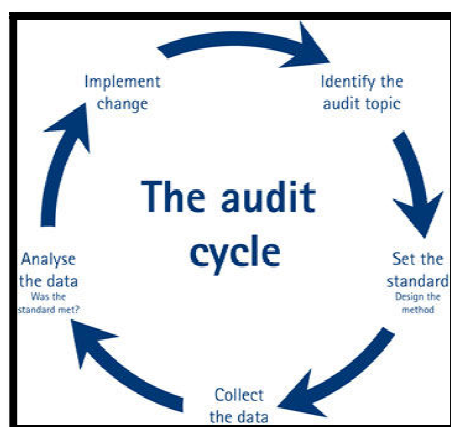 The audit
cycle
Identify the
audit topic
Set the
standard
Design the
method
Collect
the data
Analyse
the data
Was the
standard met?
Implement
change